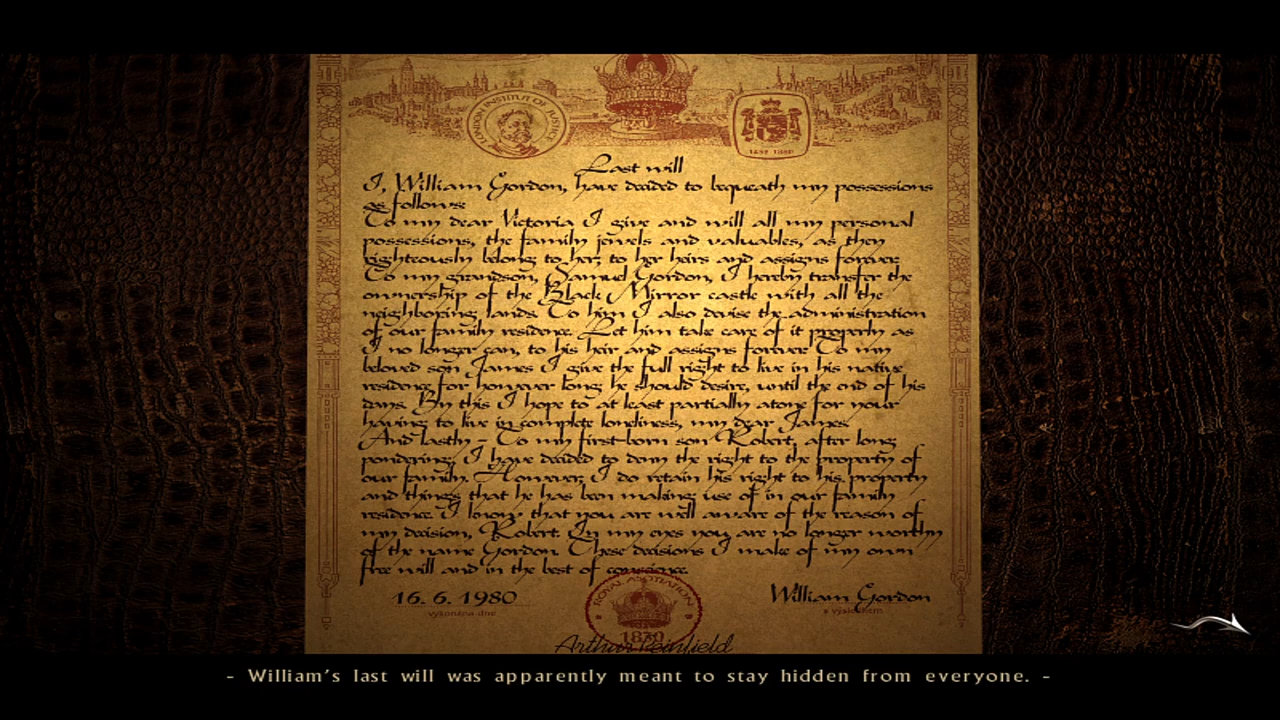 LONDON INSTITUT OF JUSTICE
Last will
I, William Gordon, have decided to bequeath my possessions
as follows:
To my dear Victoria I give and will all my personal
possessions, the family jewels and valuables, as they
righteously belong to her, to her heirs and assigns forever.
To my grandson, Samuel Gordon, I hereby transfer the
ownership of the Black Mirror castle with all the
neighboring lands. To him I also devise the administration
of our family residence. Let him take care of it properly as
I no longer can, to his heir and assigns forever. To my
beloved son James I give the full right to live in his native
residence for however long he should desire, until the end of his
days. By this I hope to at least partially atone for your
having to live in complete loneliness, my dear James.
And lastly - To my first-born son Robert, after long
pondering, I have decided to deny the right to the property of
our family. However, I do retain his right to his property
and things that he has been making use of in our family
residence. I know that you are well aware of the reason of
my decision, Robert. In my eyes you are no longer worthy
of the name Gordon. These decisions I make of my own
free will and in the best of conscience.
16. 6. 1980
William Gordon
ROYAL ASOTIATION
1830
Arthur Reinfield
- William's last will was apparently meant to stay hidden from everyone. -